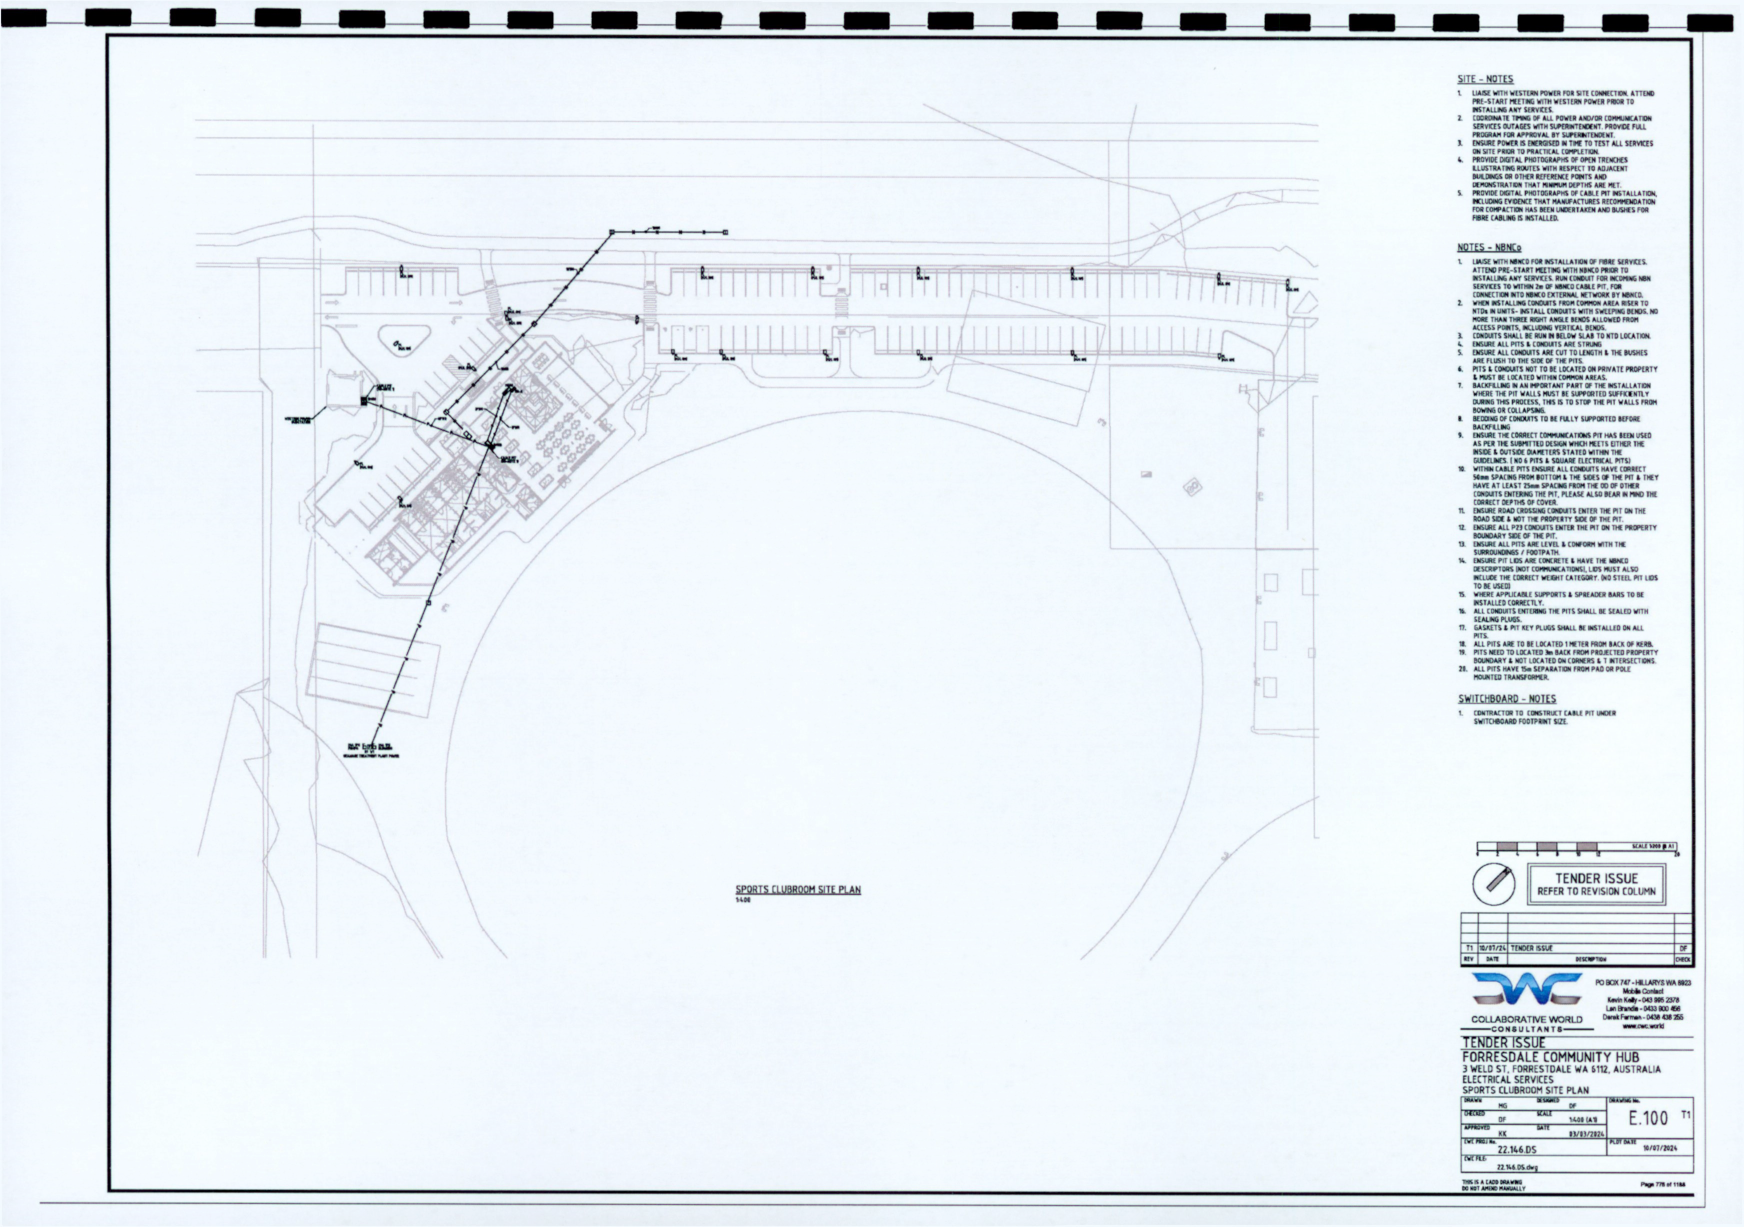 SITE - NOTES
1. LIAISE WITH WESTERN POWER FOR SITE CONNECTION. ATTEND
PRE-START MEETING WITH WESTERN POWER PRIOR TO
INSTALLING ANY SERVICES.
2. COORDINATE TIMING OF ALL POWER AND/OR COMMUNICATION
SERVICES OUTAGES WITH SUPERINTENDENT. PROVIDE FULL
PROGRAM FOR APPROVAL BY SUPERINTENDENT.
3. ENSURE POWER IS ENERGISED IN TIME TO TEST ALL SERVICES
ON SITE PRIOR TO PRACTICAL COMPLETION.
4. PROVIDE DIGITAL PHOTOGRAPHS OF OPEN TRENCHES
ILLUSTRATING ROUTES WITH RESPECT TO ADJACENT
BUILDINGS OR OTHER REFERENCE POINTS AND
DEMONSTRATION THAT MINIMUM DEPTHS ARE MET.
5. PROVIDE DIGITAL PHOTOGRAPHS OF CABLE PIT INSTALLATION,
INCLUDING EVIDENCE THAT MANUFACTURES RECOMMENDATION
FOR COMPACTION HAS BEEN UNDERTAKEN AND BUSHES FOR
FIBRE CABLING IS INSTALLED.
NOTES - NBNCo
1. LIAISE WITH NBNCO FOR INSTALLATION OF FIBRE SERVICES.
ATTEND PRE-START MEETING WITH NBNCO PRIOR TO
INSTALLING ANY SERVICES. RUN CONDUIT FOR INCOMING NBN
SERVICES TO WITHIN 2m OF NBNCO CABLE PIT, FOR
CONNECTION INTO NBNCO EXTERNAL NETWORK BY NBNCO.
2. WHEN INSTALLING CONDUITS FROM COMMON AREA RISER TO
NTDs IN UNITS- INSTALL CONDUITS WITH SWEEPING BENDS. NO
MORE THAN THREE RIGHT ANGLE BENDS ALLOWED FROM
ACCESS POINTS, INCLUDING VERTICAL BENDS.
3. CONDUITS SHALL BE RUN IN BELOW SLAB TO NTD LOCATION.
4. ENSURE ALL PITS & CONDUITS ARE STRUNG
5. ENSURE ALL CONDUITS ARE CUT TO LENGTH & THE BUSHES
ARE FLUSH TO THE SIDE OF THE PITS.
6. PITS & CONDUITS NOT TO BE LOCATED ON PRIVATE PROPERTY
& MUST BE LOCATED WITHIN COMMON AREAS.
7. BACKFILLING IN AN IMPORTANT PART OF THE INSTALLATION
WHERE THE PIT WALLS MUST BE SUPPORTED SUFFICIENTLY
DURING THIS PROCESS, THIS IS TO STOP THE PIT WALLS FROM
BOWING OR COLLAPSING.
8. BEDDING OF CONDUITS TO BE FULLY SUPPORTED BEFORE
BACKFILLING
9. ENSURE THE CORRECT COMMUNICATIONS PIT HAS BEEN USED
AS PER THE SUBMITTED DESIGN WHICH MEETS EITHER THE
INSIDE & OUTSIDE DIAMETERS STATED WITHIN THE
GUIDELINES. ( NO 6 PITS & SQUARE ELECTRICAL PITS)
10. WITHIN CABLE PITS ENSURE ALL CONDUITS HAVE CORRECT
50mm SPACING FROM BOTTOM & THE SIDES OF THE PIT & THEY
HAVE AT LEAST 25mm SPACING FROM THE OD OF OTHER
CONDUITS ENTERING THE PIT, PLEASE ALSO BEAR IN MIND THE
CORRECT DEPTHS OF COVER.
11. ENSURE ROAD CROSSING CONDUITS ENTER THE PIT ON THE
ROAD SIDE & NOT THE PROPERTY SIDE OF THE PIT.
12. ENSURE ALL P23 CONDUITS ENTER THE PIT ON THE PROPERTY
BOUNDARY SIDE OF THE PIT.
13. ENSURE ALL PITS ARE LEVEL & CONFORM WITH THE
SURROUNDINGS / FOOTPATH.
14. ENSURE PIT LIDS ARE CONCRETE & HAVE THE NBNCO
DESCRIPTORS (NOT COMMUNICATIONS), LIDS MUST ALSO
INCLUDE THE CORRECT WEIGHT CATEGORY. (NO STEEL PIT LIDS
TO BE USED)
15. WHERE APPLICABLE SUPPORTS & SPREADER BARS TO BE
INSTALLED CORRECTLY.
16. ALL CONDUITS ENTERING THE PITS SHALL BE SEALED WITH
SEALING PLUGS.
17. GASKETS & PIT KEY PLUGS SHALL BE INSTALLED ON ALL
PITS.
18. ALL PITS ARE TO BE LOCATED 1 METER FROM BACK OF KERB.
19. PITS NEED TO LOCATED 3m BACK FROM PROJECTED PROPERTY
BOUNDARY & NOT LOCATED ON CORNERS & T INTERSECTIONS.
20. ALL PITS HAVE 15m SEPARATION FROM PAD OR POLE
MOUNTED TRANSFORMER.
SWITCHBOARD - NOTES
1. CONTRACTOR TO CONSTRUCT CABLE PIT UNDER
SWITCHBOARD FOOTPRINT SIZE.
SPORTS CLUBROOM SITE PLAN
1:400
TENDER ISSUE
REFER TO REVISION COLUMN
T1 10/07/24 TENDER ISSUE DF
REV DATE DESCRIPTION CHECK
COLLABORATIVE WORLD
CONSULTANTS
PO BOX 747 - HILLARYS WA 6923
Mobile Contact
Kevin Kelly - 043 995 2378
Len Brandis - 0433 900 456
www.cwc.world
TENDER ISSUE
FORRESDALE COMMUNITY HUB
3 WELD ST, FORRESTDALE WA 6112, AUSTRALIA
ELECTRICAL SERVICES
SPORTS CLUBROOM SITE PLAN
DRAWN MG DESIGNED DF DRAWING No. E.100 T1
CHECKED DF SCALE 1:400 (A1)
APPROVED KK DATE 03/03/2024
CWC PROJ No. 22.146.DS PLOT DATE 10/07/2024
CWC FILE: 22.146.DS.dwg
THIS IS A CADD DRAWING
DO NOT AMEND MANUALLY
Page 776 of 1188